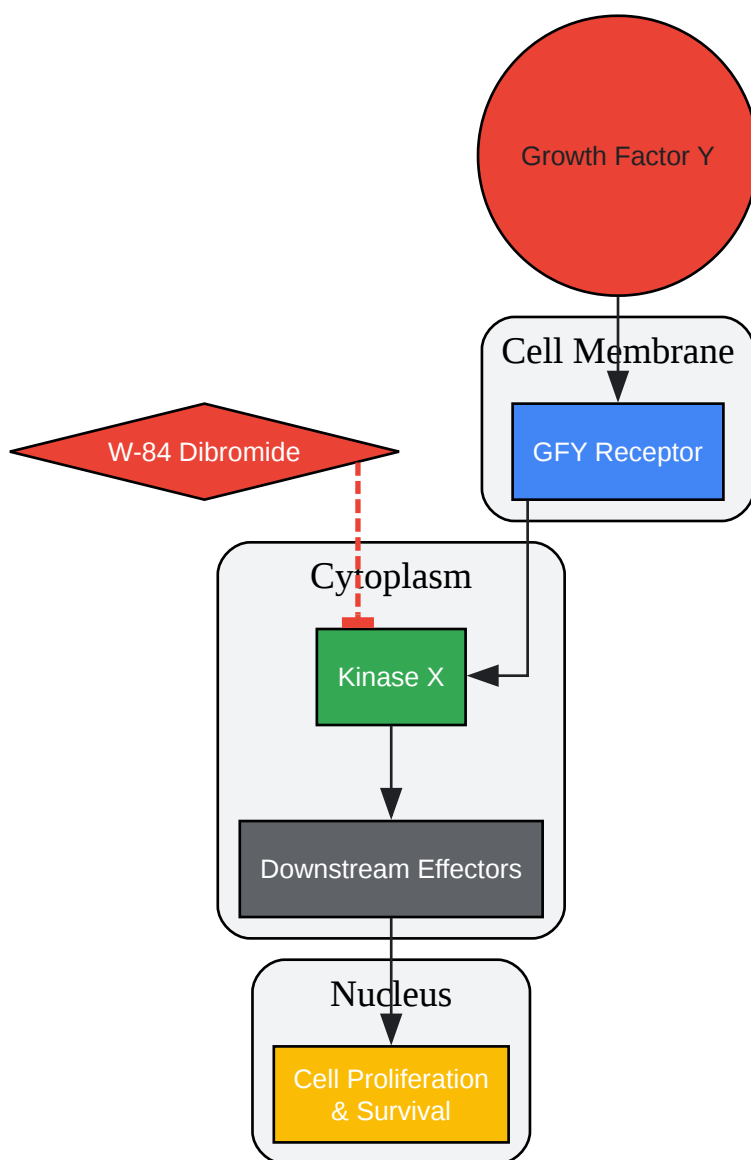 Growth Factor Y
Cell Membrane
GFY Receptor
W-84 Dibromide
Cytoplasm
Kinase X
Downstream Effectors
Nucleus
Cell Proliferation
& Survival